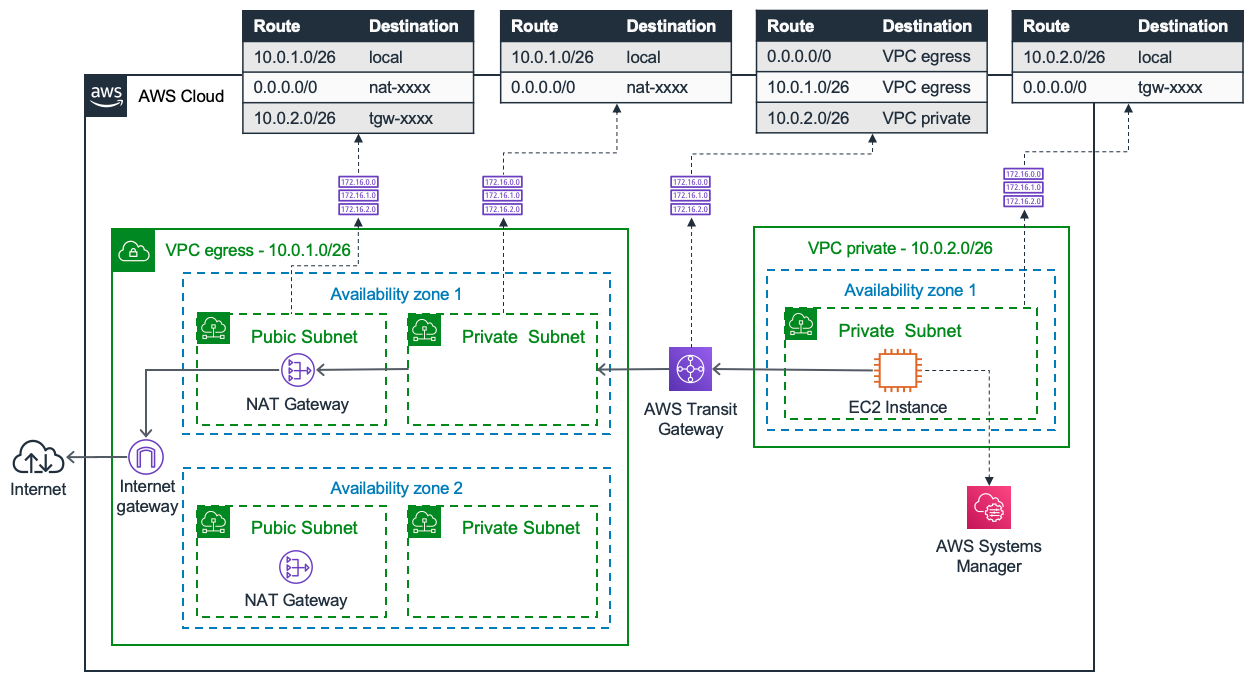 Route Destination
10.0.1.0/26 local
0.0.0.0/0 nat-xxxx
10.0.2.0/26 tgw-xxxx
Route Destination
10.0.1.0/26 local
0.0.0.0/0 nat-xxxx
Route Destination
0.0.0.0/0 VPC egress
10.0.1.0/26 VPC egress
10.0.2.0/26 VPC private
Route Destination
10.0.2.0/26 local
0.0.0.0/0 tgw-xxxx
aws
AWS Cloud
172.16.0.0
172.16.1.0
172.16.2.0
172.16.0.0
172.16.1.0
172.16.2.0
172.16.0.0
172.16.1.0
172.16.2.0
172.16.0.0
172.16.1.0
172.16.2.0
VPC egress - 10.0.1.0/26
Availability zone 1
Pubic Subnet
NAT Gateway
Private Subnet
Internet
Internet
gateway
Availability zone 2
Pubic Subnet
NAT Gateway
Private Subnet
AWS Transit
Gateway
VPC private - 10.0.2.0/26
Availability zone 1
Private Subnet
EC2 Instance
AWS Systems
Manager